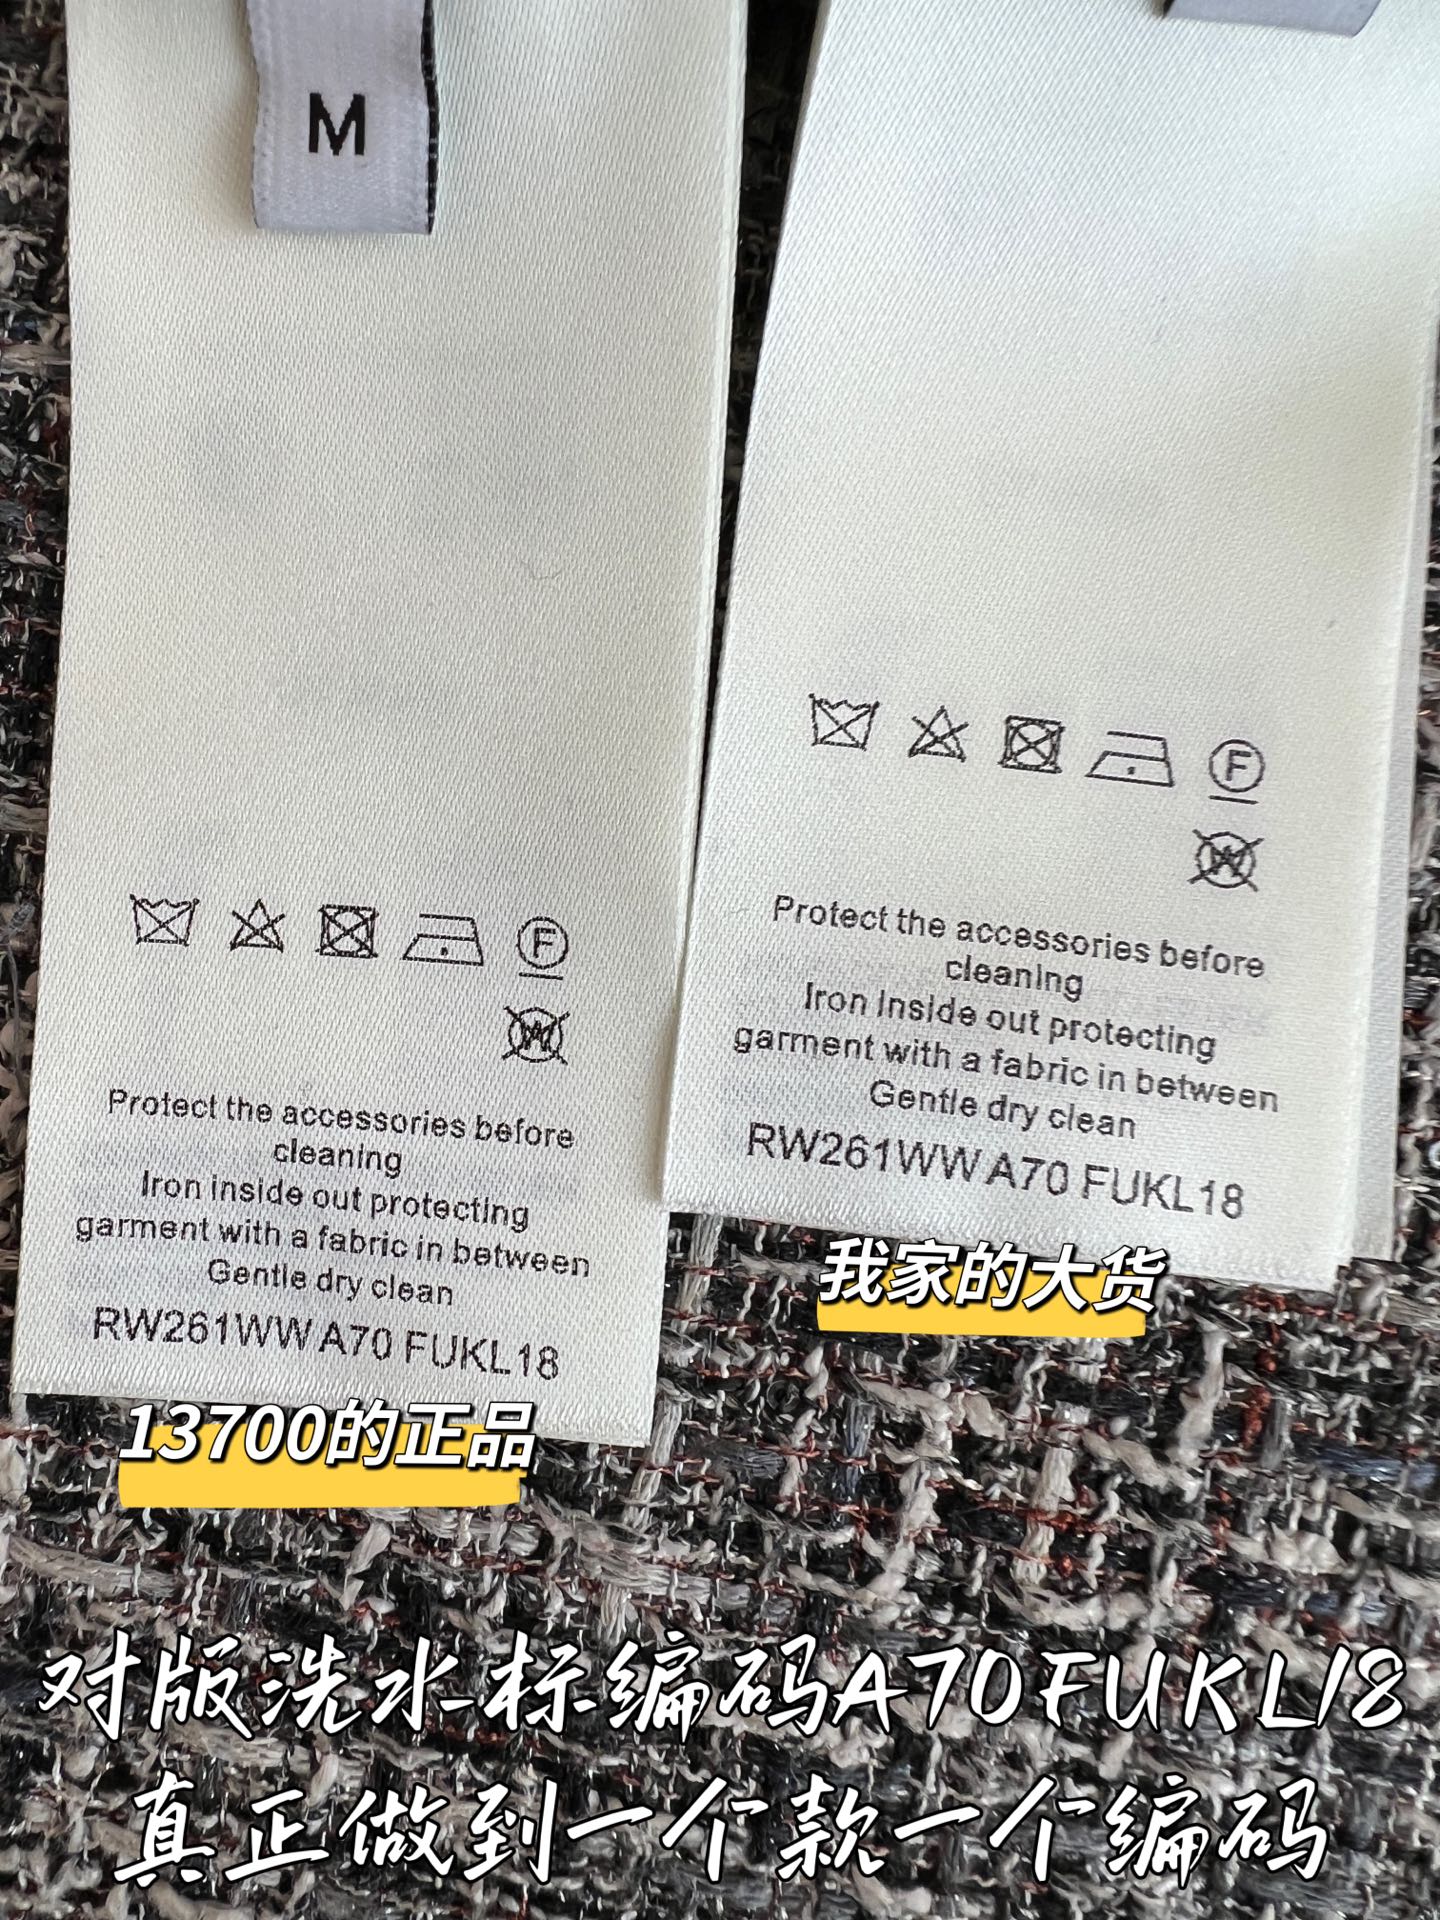 M
F
W
Protect the accessories before
cleaning
Iron inside out protecting
garment with a fabric in between
Gentle dry clean
RW261WW A70 FUKL18
13700的正品
F
W
Protect the accessories before
cleaning
Iron inside out protecting
garment with a fabric in between
Gentle dry clean
RW261WW A70 FUKL18
我家的大货
对版洗水标编码A70FUKL18
真正做到一个款一个编码